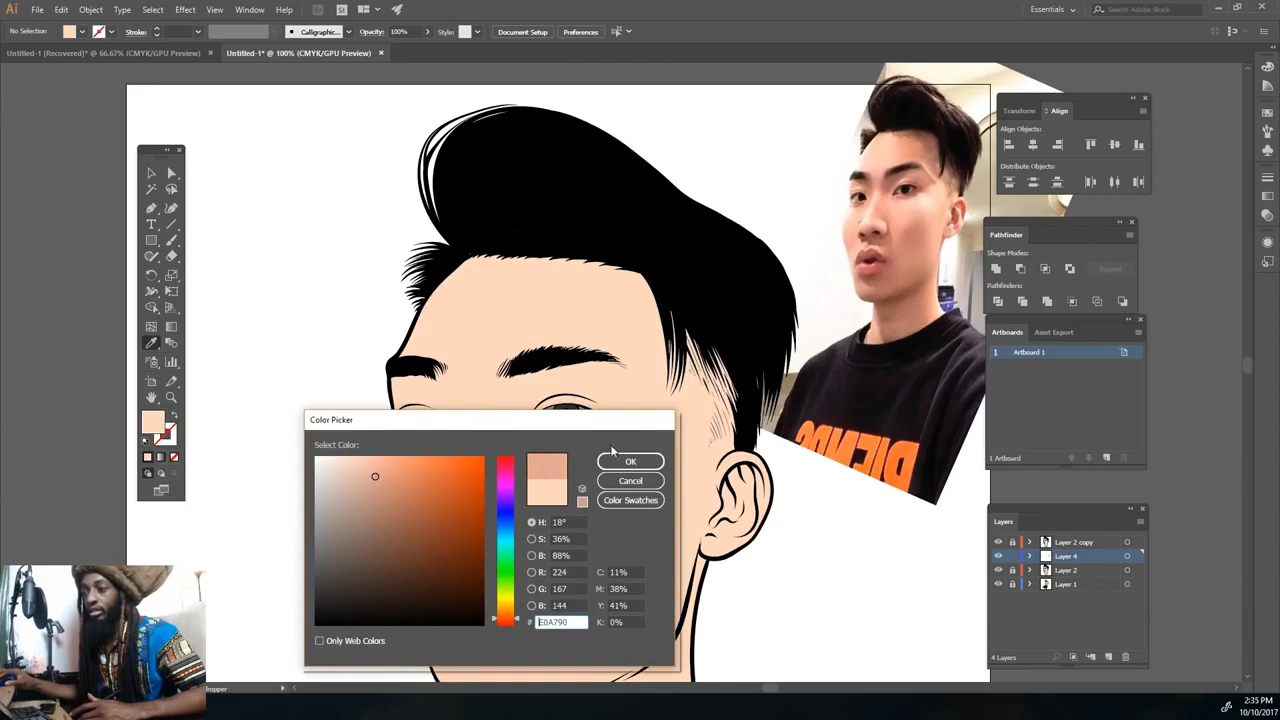 Ai File Edit Object Type Select Effect View Window Help Br St Essentials Search Adobe Stock
No Selection Stroke: Calligraphic... Opacity: 100% Style: Document Setup Preferences
Untitled-1 [Recovered]* @ 66.67% (CMYK/GPU Preview) × Untitled-1* @ 100% (CMYK/GPU Preview) ×
Transform Align
Align Objects:
Distribute Objects:
Pathfinder
Shape Modes:
Expand
Pathfinders:
Artboards Asset Export
1 Artboard 1
1 Artboard
Layers
Layer 2 copy
Layer 4
Layer 2
Layer 1
4 Layers
Color Picker
Select Color:
OK
Cancel
Color Swatches
H: 18°
S: 36%
B: 88%
R: 224 C: 11%
G: 167 M: 38%
B: 144 Y: 41%
# E0A790 K: 0%
Only Web Colors
dropper
2:35 PM
10/10/2017